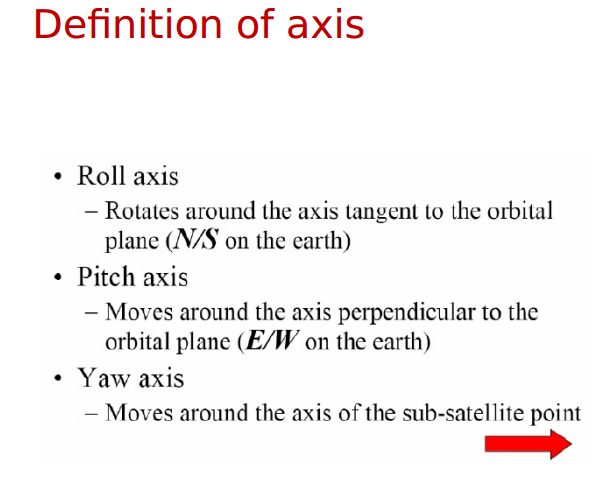 Definition of axis
• Roll axis
– Rotates around the axis tangent to the orbital
plane (N/S on the earth)
• Pitch axis
– Moves around the axis perpendicular to the
orbital plane (E/W on the earth)
• Yaw axis
– Moves around the axis of the sub-satellite point